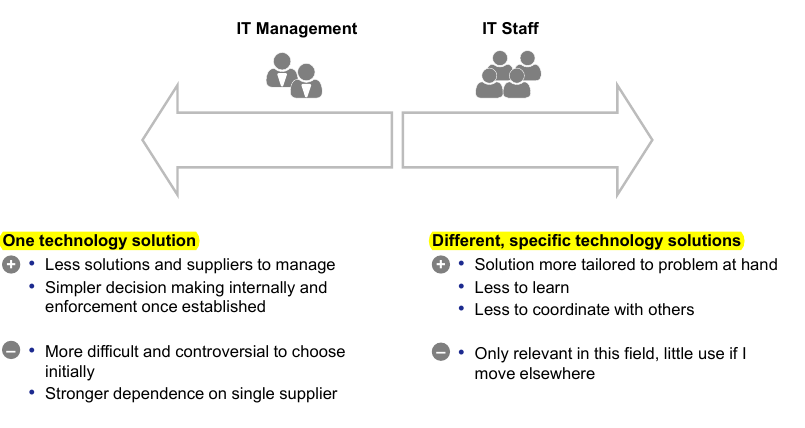 IT Management
IT Staff
One technology solution
+ • Less solutions and suppliers to manage
• Simpler decision making internally and
enforcement once established
– • More difficult and controversial to choose
initially
• Stronger dependence on single supplier
Different, specific technology solutions
+ • Solution more tailored to problem at hand
• Less to learn
• Less to coordinate with others
– • Only relevant in this field, little use if I
move elsewhere